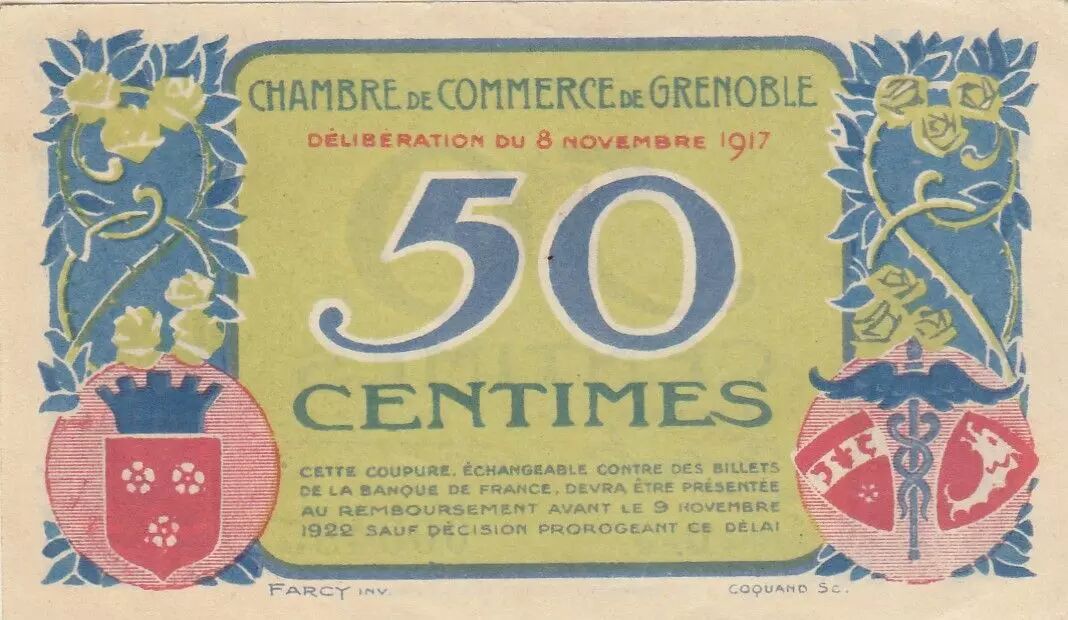 CHAMBRE DE COMMERCE DE GRENOBLE
DÉLIBÉRATION DU 8 NOVEMBRE 1917
50
CENTIMES
CETTE COUPURE, ÉCHANGEABLE CONTRE DES BILLETS
DE LA BANQUE DE FRANCE, DEVRA ÊTRE PRÉSENTÉE
AU REMBOURSEMENT AVANT LE 9 NOVEMBRE
1922 SAUF DÉCISION PROROGEANT CE DÉLAI
FARCY INV. COQUAND SC.